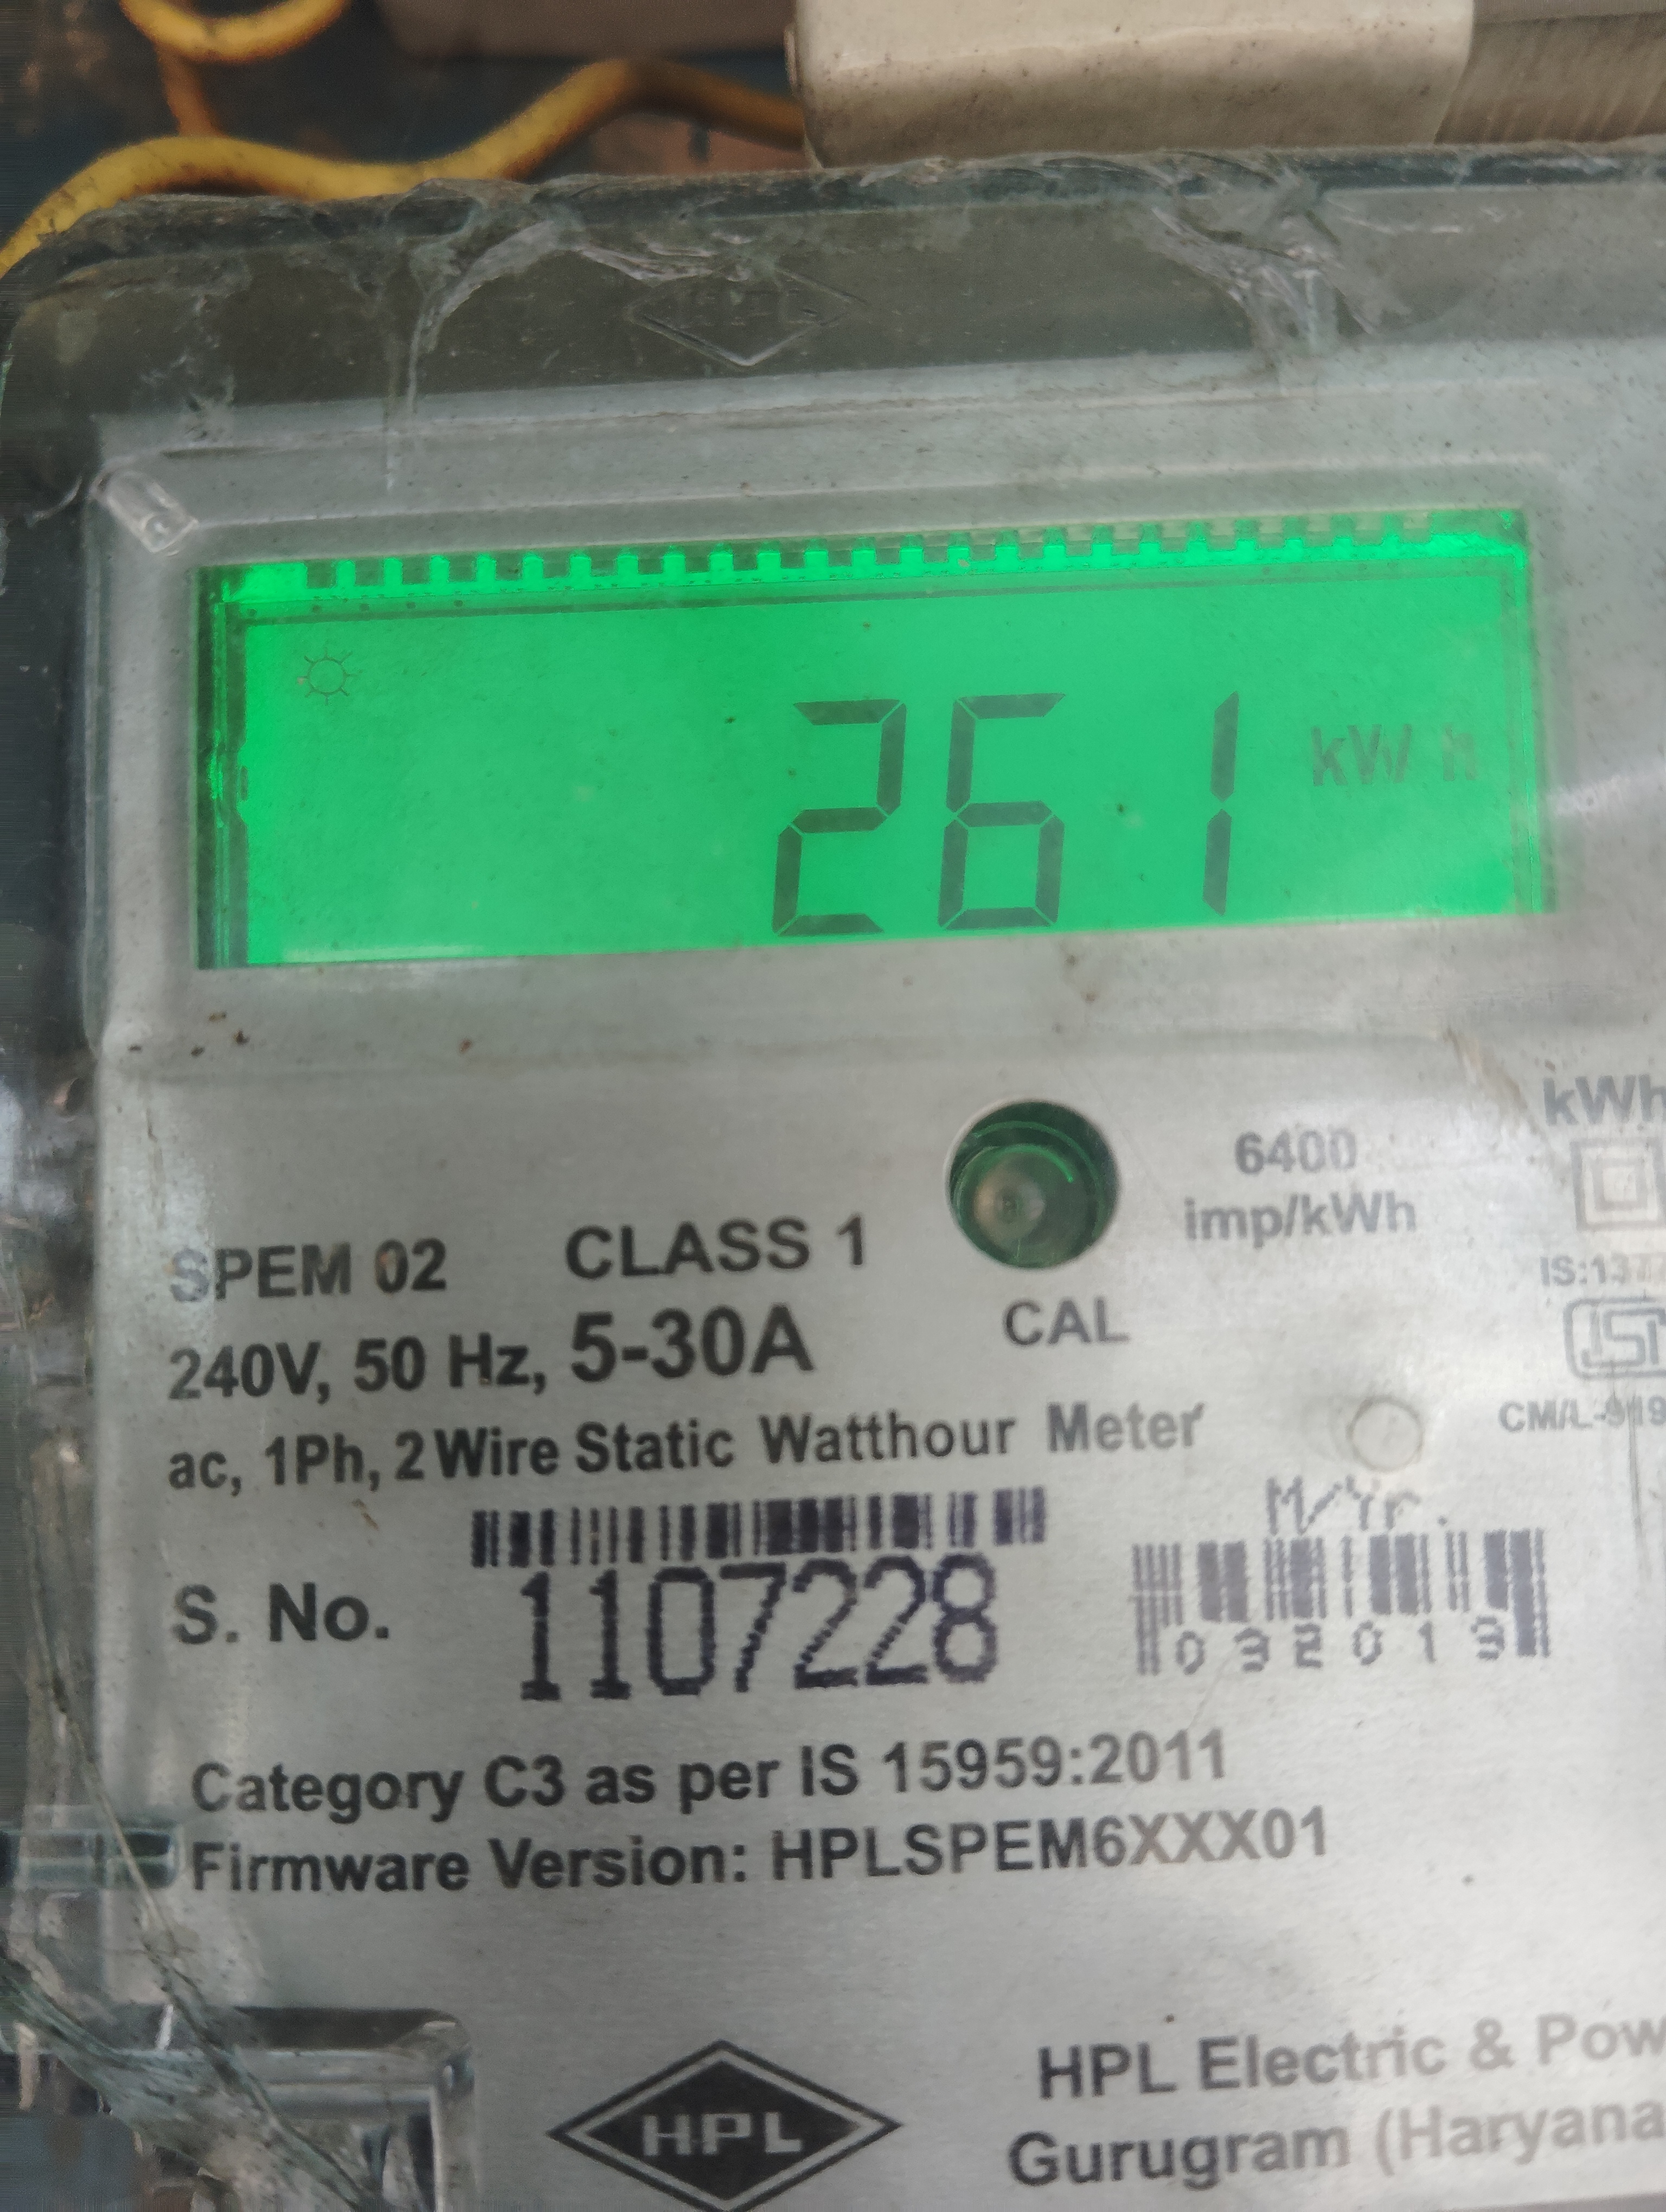 HPL
261 kWh
kWh
6400
imp/kWh
SPEM 02 CLASS 1
CAL
240V, 50 Hz, 5-30A
ac, 1Ph, 2 Wire Static Watthour Meter
M/Yr.
S. No. 1107228
032013
Category C3 as per IS 15959:2011
Firmware Version: HPLSPEM6XXX01
HPL
HPL Electric &
Gurugram (Haryana